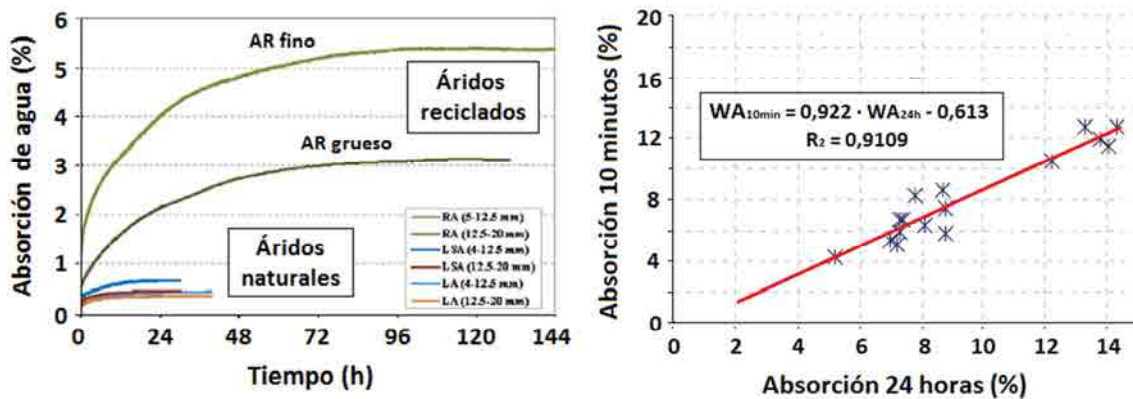 Absorción de agua (%)
6
5
4
3
2
1
0
AR fino
Áridos
reciclados
AR grueso
Áridos
naturales
RA (5-12.5 mm)
RA (12.5-20 mm)
LSA (4-12.5 mm)
LSA (12.5-20 mm)
LA (4-12.5 mm)
LA (12.5-20 mm)
0 24 48 72 96 120 144
Tiempo (h)
Absorción 10 minutos (%)
20
16
12
8
4
0
WA10min = 0,922 · WA24h - 0,613
R2 = 0,9109
0 2 4 6 8 10 12 14
Absorción 24 horas (%)